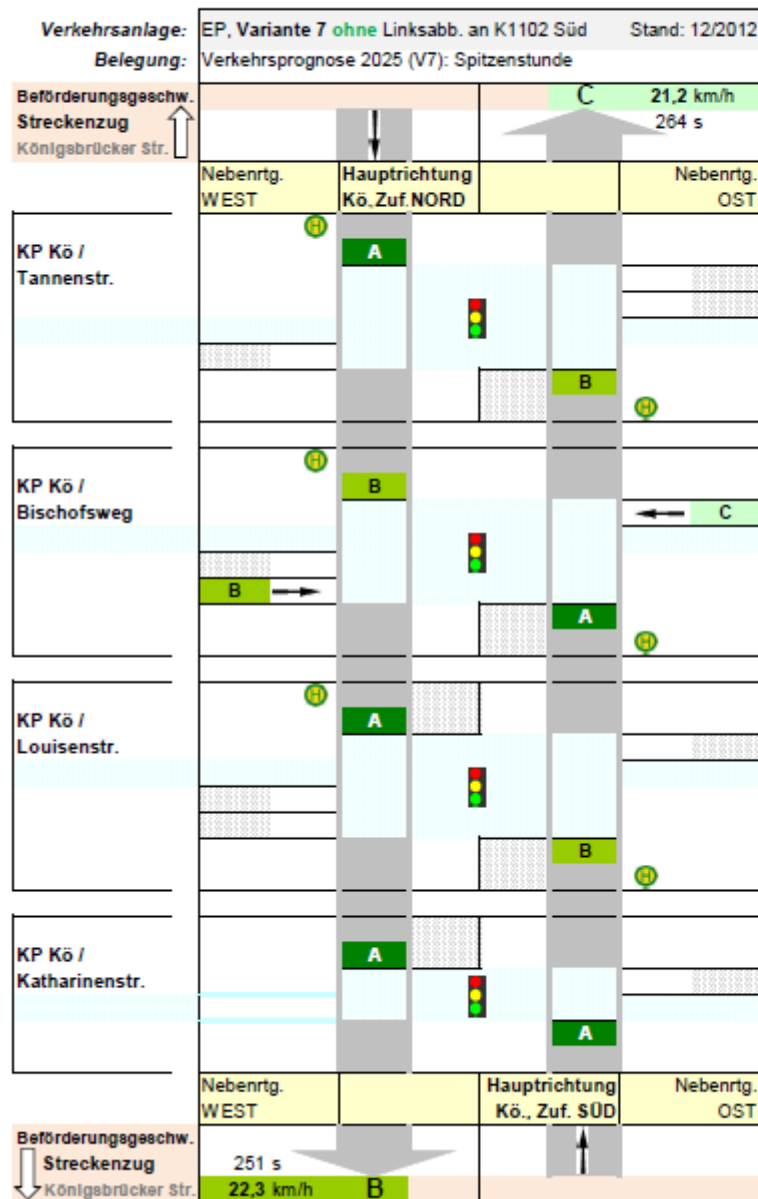 Verkehrsanlage: EP, Variante 7 ohne Linksabb. an K1102 Süd Stand: 12/2012
Belegung: Verkehrsprognose 2025 (V7): Spitzenstunde
Beförderungsgeschw. C 21,2 km/h
Streckenzug 264 s
Königsbrücker Str.
Nebenrtg. Hauptrichtung Nebenrtg.
WEST Kö,Zuf.NORD OST
H
KP Kö / A
Tannenstr.
B
H
H
KP Kö / B
Bischofsweg C
B
A
H
H
KP Kö / A
Louisenstr.
B
H
KP Kö / A
Katharinenstr.
A
Nebenrtg. Hauptrichtung Nebenrtg.
WEST Kö., Zuf. SÜD OST
Beförderungsgeschw.
Streckenzug 251 s
Königsbrücker Str. 22,3 km/h B